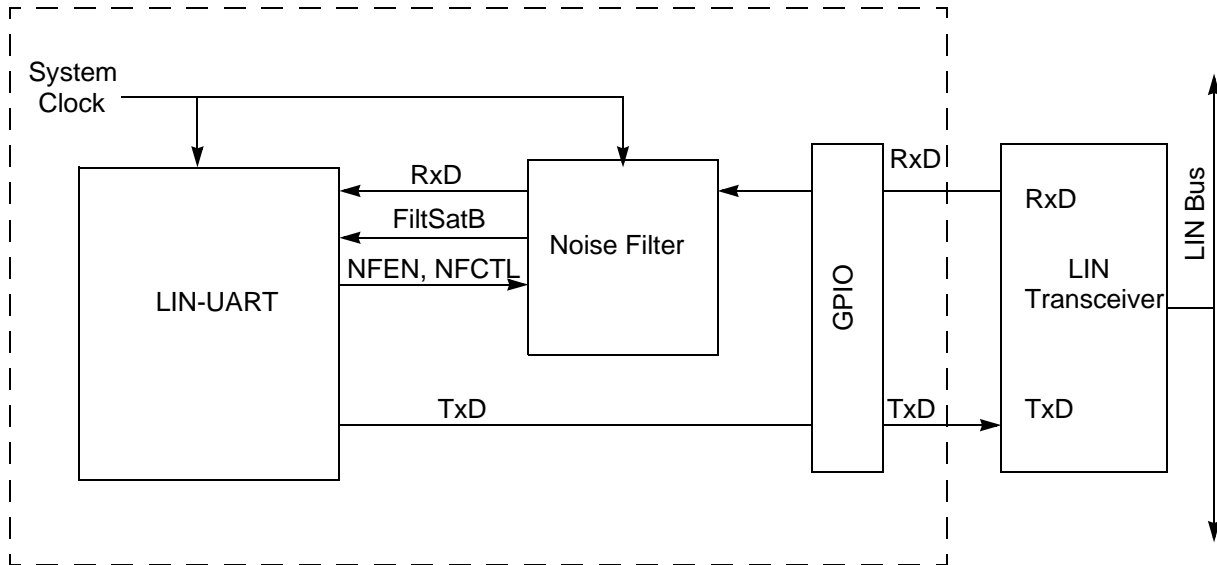 System
Clock
RxD
FiltSatB
NFEN, NFCTL
LIN-UART
TxD
Noise Filter
GPIO
RxD
TxD
RxD
LIN
Transceiver
TxD
LIN Bus